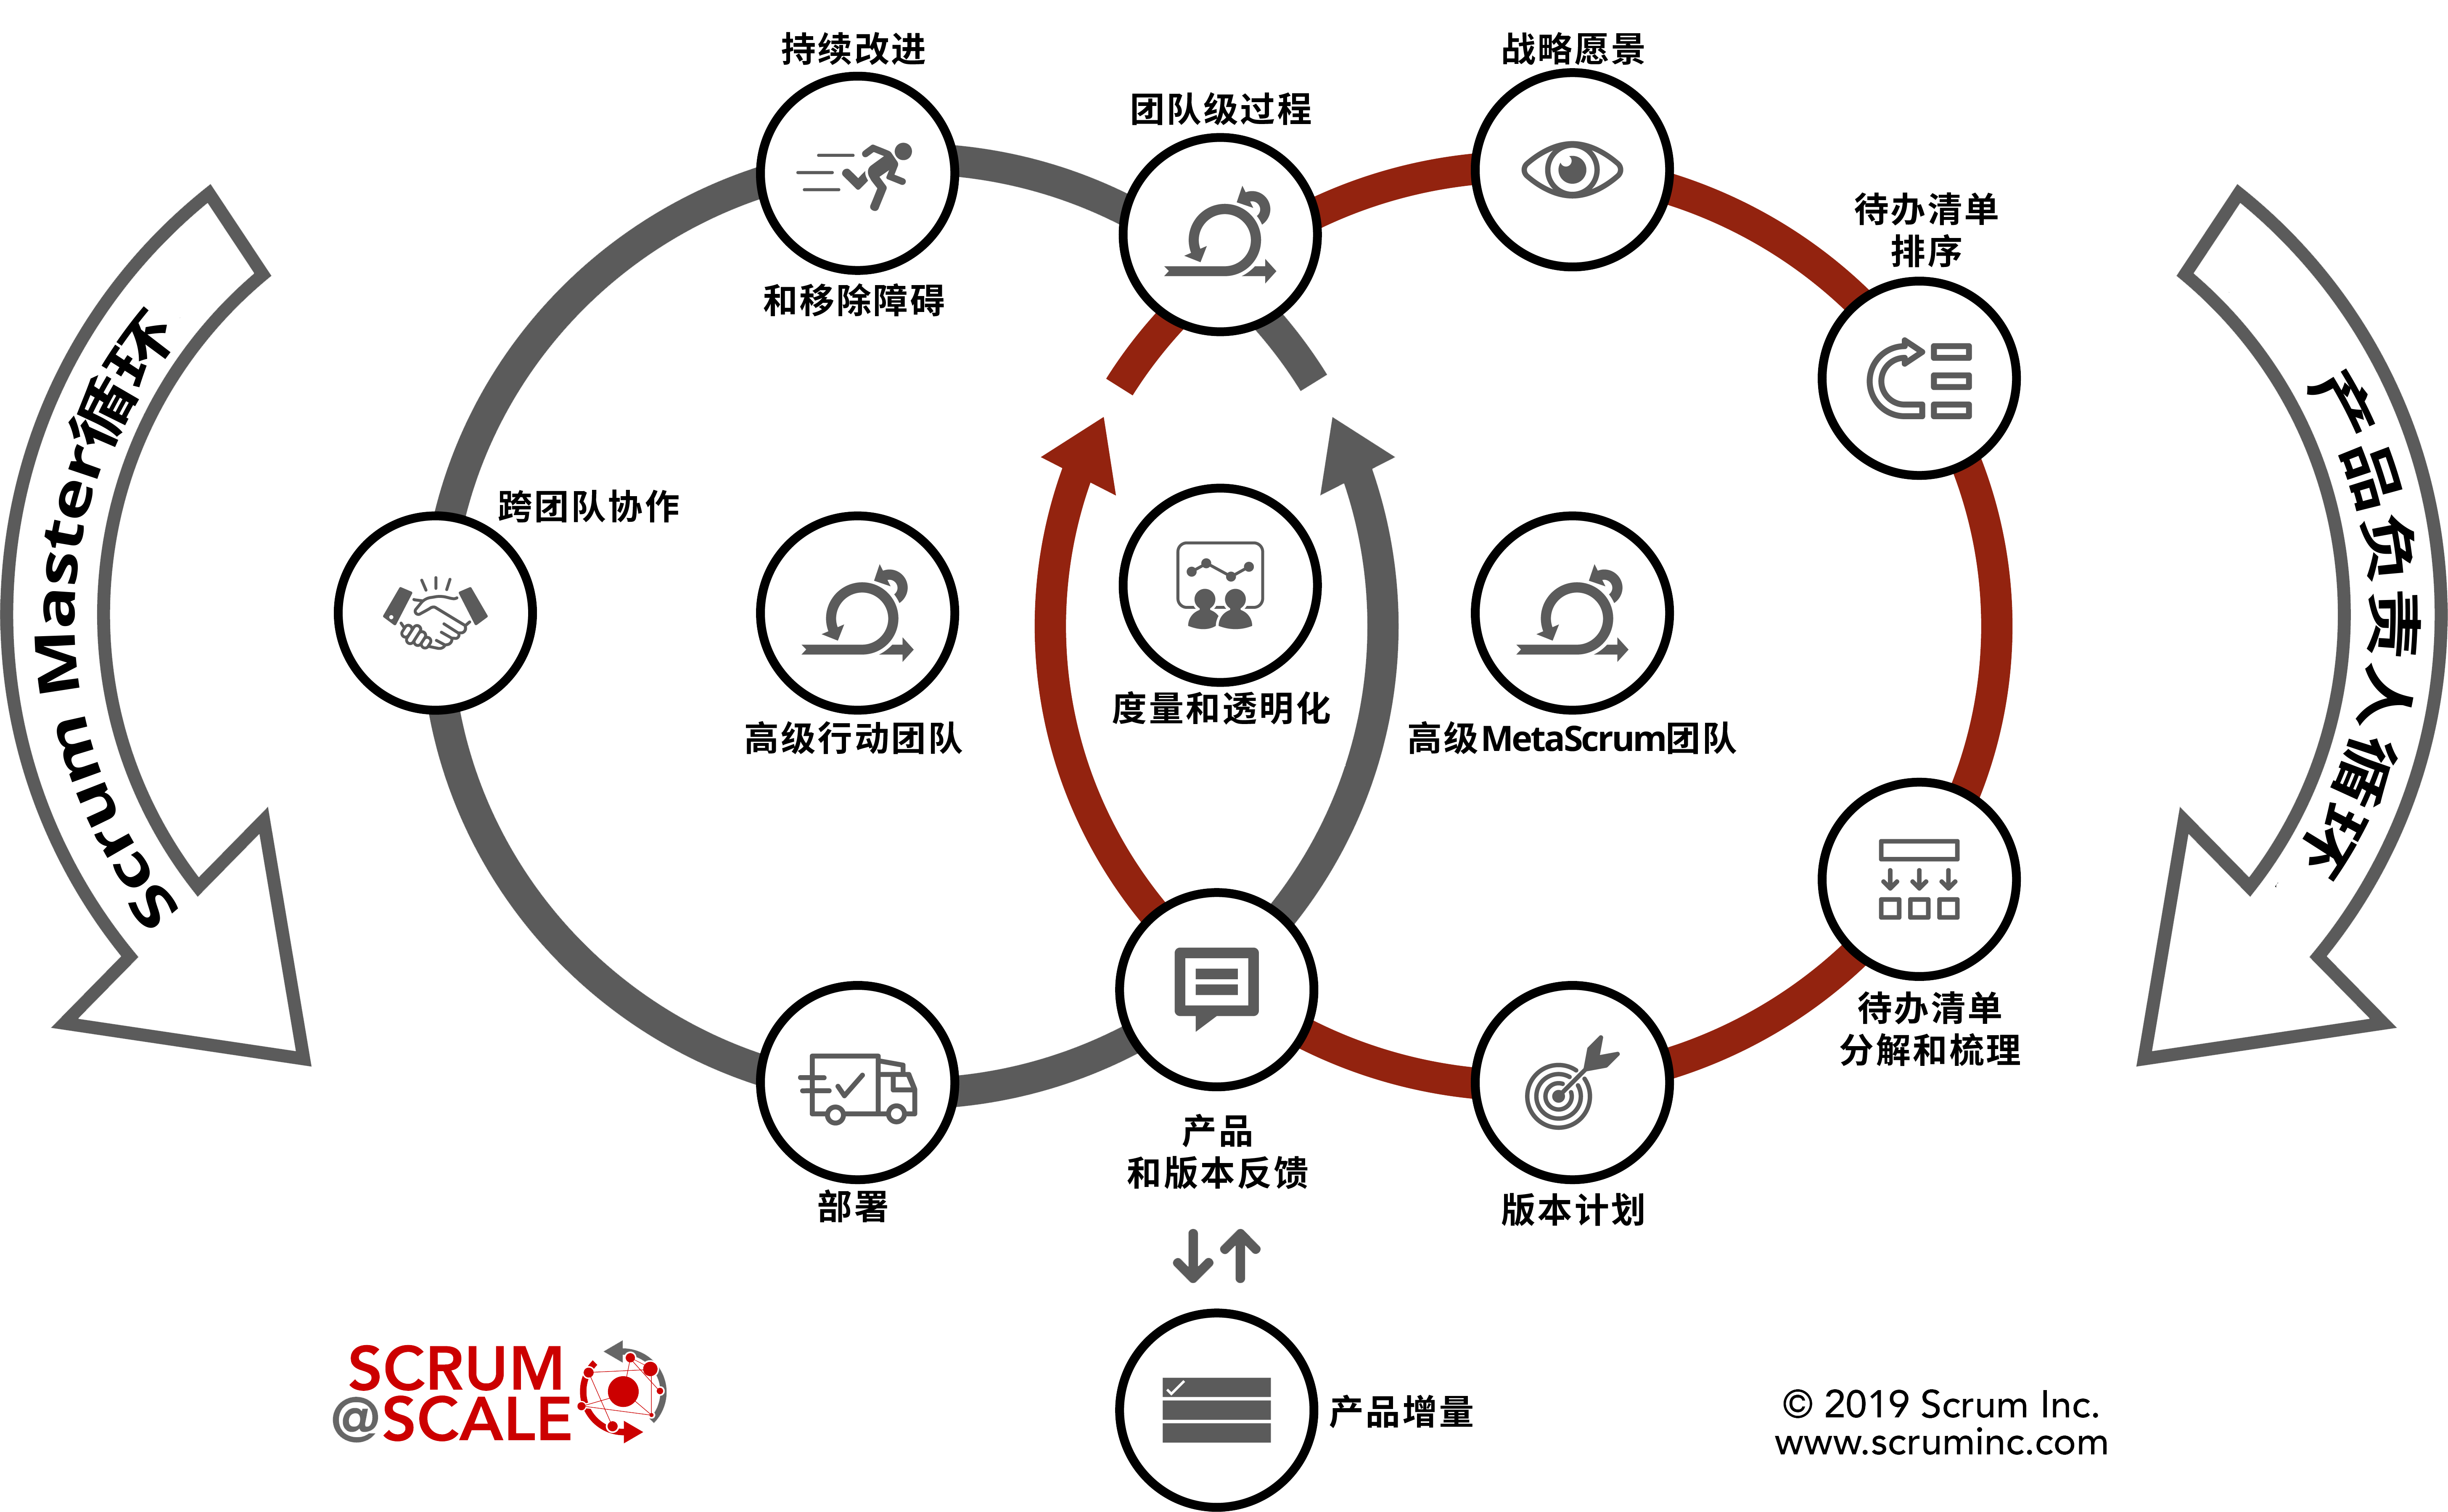 持续改进
和移除障碍
团队级过程
战略愿景
待办清单
排序
Scrum Master循环
产品负责人循环
跨团队协作
高级行动团队
度量和透明化
高级MetaScrum团队
待办清单
分解和梳理
部署
产品
和版本反馈
版本计划
产品增量
SCRUM
@SCALE
© 2019 Scrum Inc.
www.scruminc.com